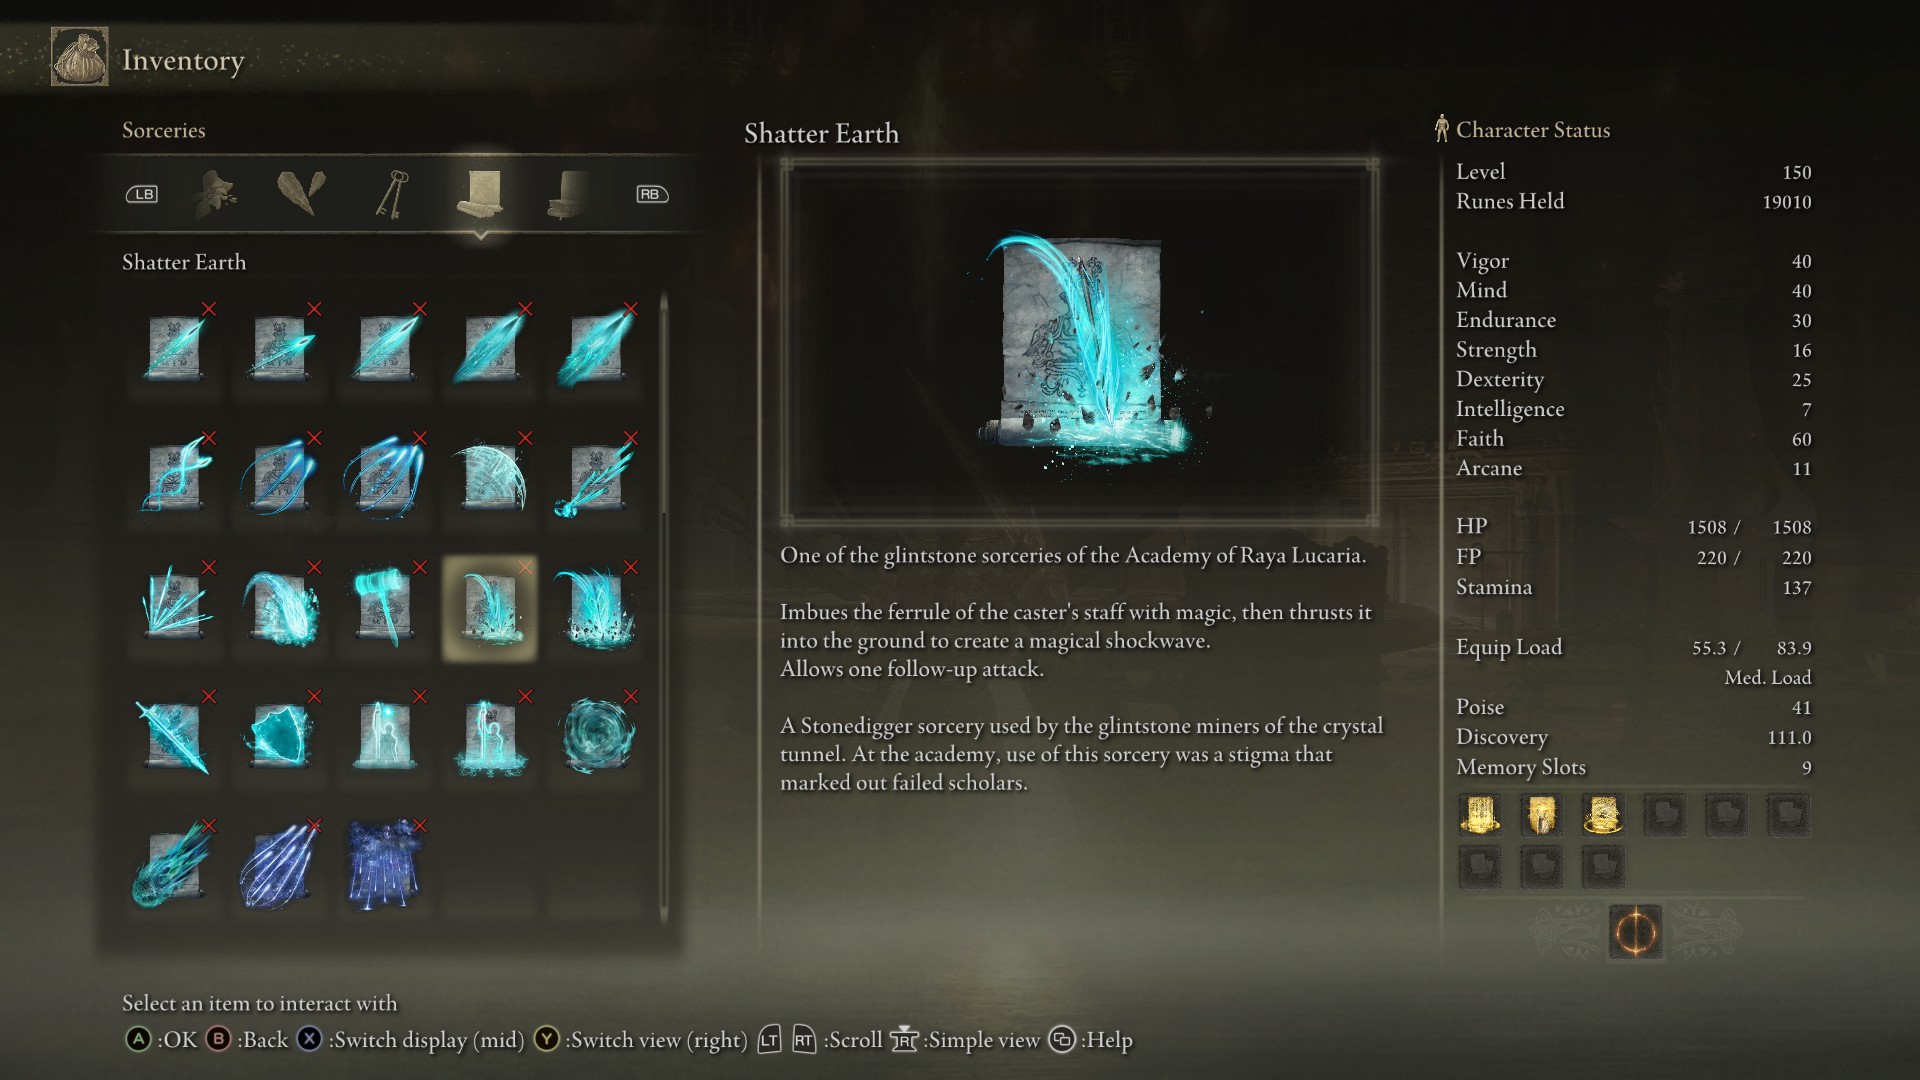 Inventory
Sorceries
LB
RB
Shatter Earth
Shatter Earth
One of the glintstone sorceries of the Academy of Raya Lucaria.
Imbues the ferrule of the caster's staff with magic, then thrusts it
into the ground to create a magical shockwave.
Allows one follow-up attack.
A Stonedigger sorcery used by the glintstone miners of the crystal
tunnel. At the academy, use of this sorcery was a stigma that
marked out failed scholars.
Character Status
Level 150
Runes Held 19010
Vigor 40
Mind 40
Endurance 30
Strength 16
Dexterity 25
Intelligence 7
Faith 60
Arcane 11
HP 1508 / 1508
FP 220 / 220
Stamina 137
Equip Load 55.3 / 83.9
Med. Load
Poise 41
Discovery 111.0
Memory Slots 9
Select an item to interact with
A :OK B :Back X :Switch display (mid) Y :Switch view (right) LT RT :Scroll R :Simple view :Help